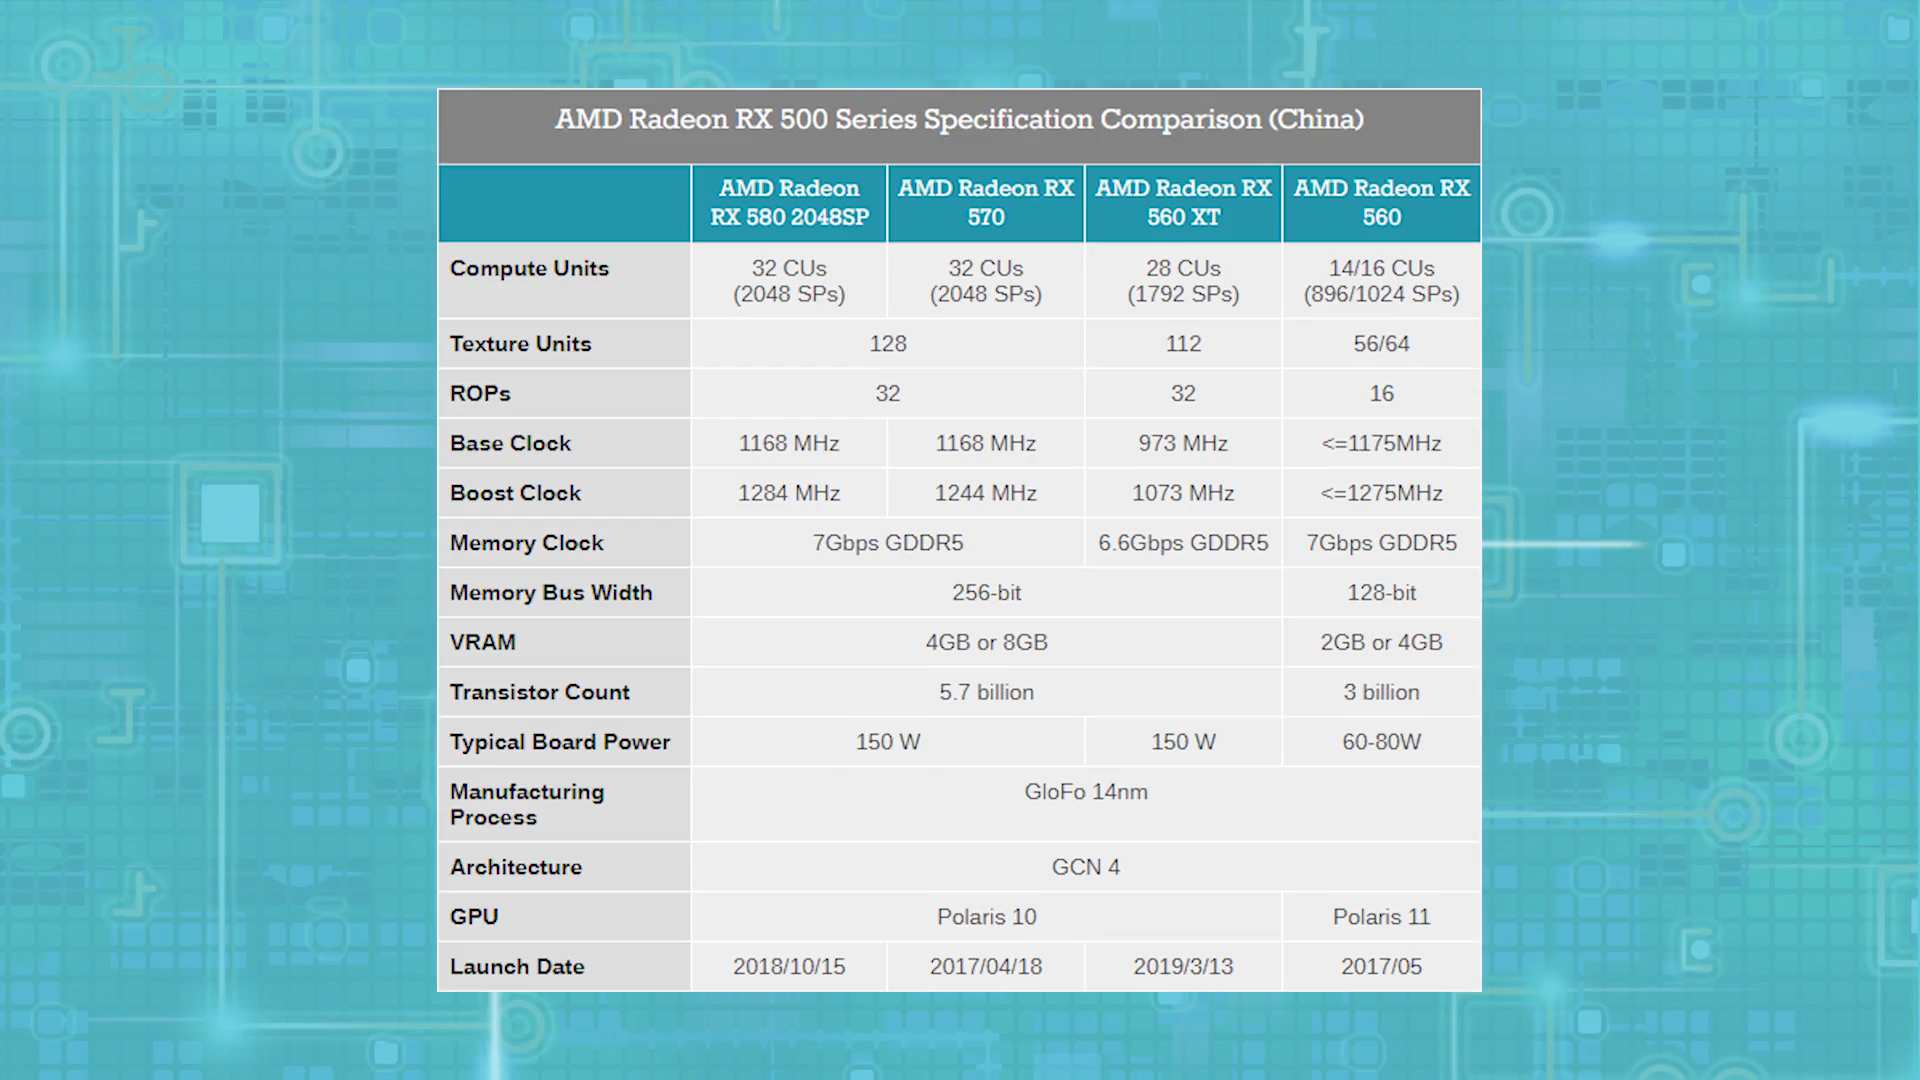 AMD Radeon RX 500 Series Specification Comparison (China)
AMD Radeon RX 580 2048SP AMD Radeon RX 570 AMD Radeon RX 560 XT AMD Radeon RX 560
Compute Units 32 CUs (2048 SPs) 32 CUs (2048 SPs) 28 CUs (1792 SPs) 14/16 CUs (896/1024 SPs)
Texture Units 128 112 56/64
ROPs 32 32 16
Base Clock 1168 MHz 1168 MHz 973 MHz <=1175MHz
Boost Clock 1284 MHz 1244 MHz 1073 MHz <=1275MHz
Memory Clock 7Gbps GDDR5 6.6Gbps GDDR5 7Gbps GDDR5
Memory Bus Width 256-bit 128-bit
VRAM 4GB or 8GB 2GB or 4GB
Transistor Count 5.7 billion 3 billion
Typical Board Power 150 W 150 W 60-80W
Manufacturing Process GloFo 14nm
Architecture GCN 4
GPU Polaris 10 Polaris 11
Launch Date 2018/10/15 2017/04/18 2019/3/13 2017/05